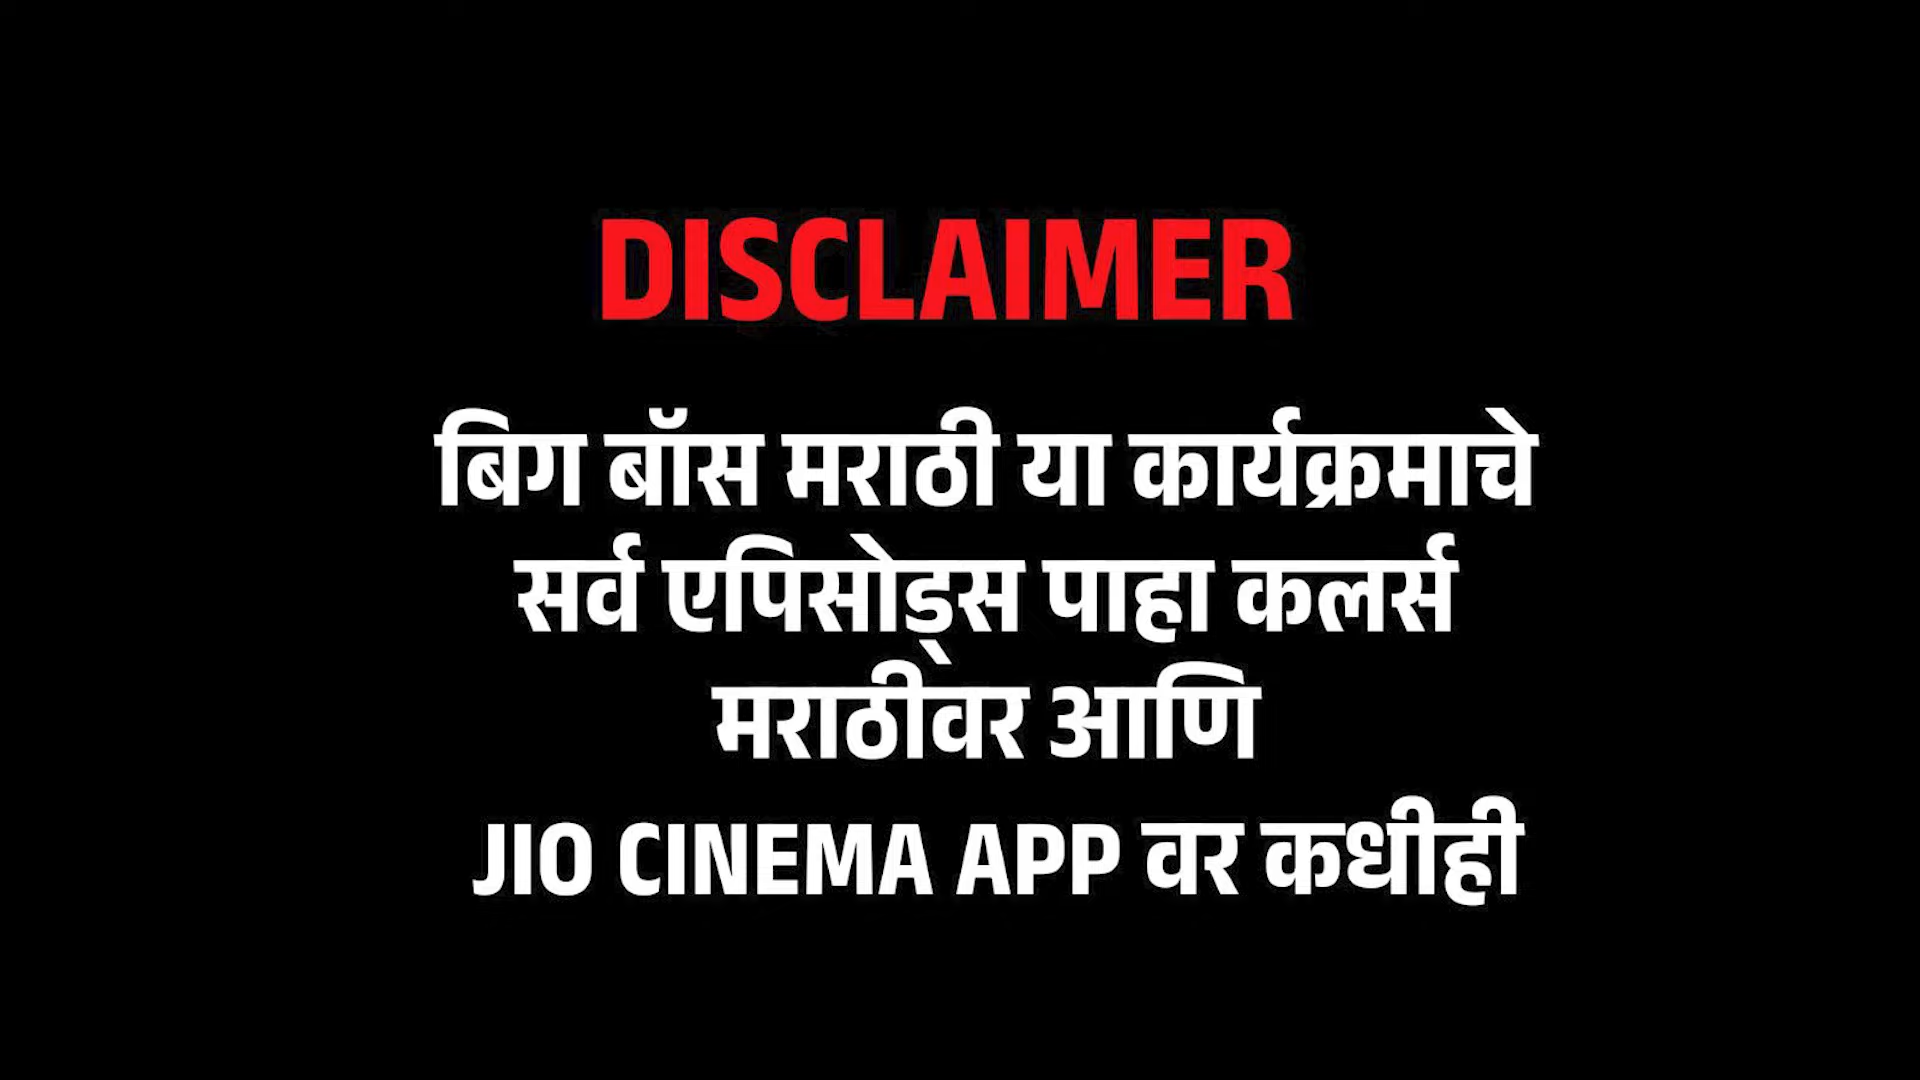 DISCLAIMER
बिग बॉस मराठी या कार्यक्रमाचे
सर्व एपिसोड्स पाहा कलर्स
मराठीवर आणि
JIO CINEMA APP वर कधीही